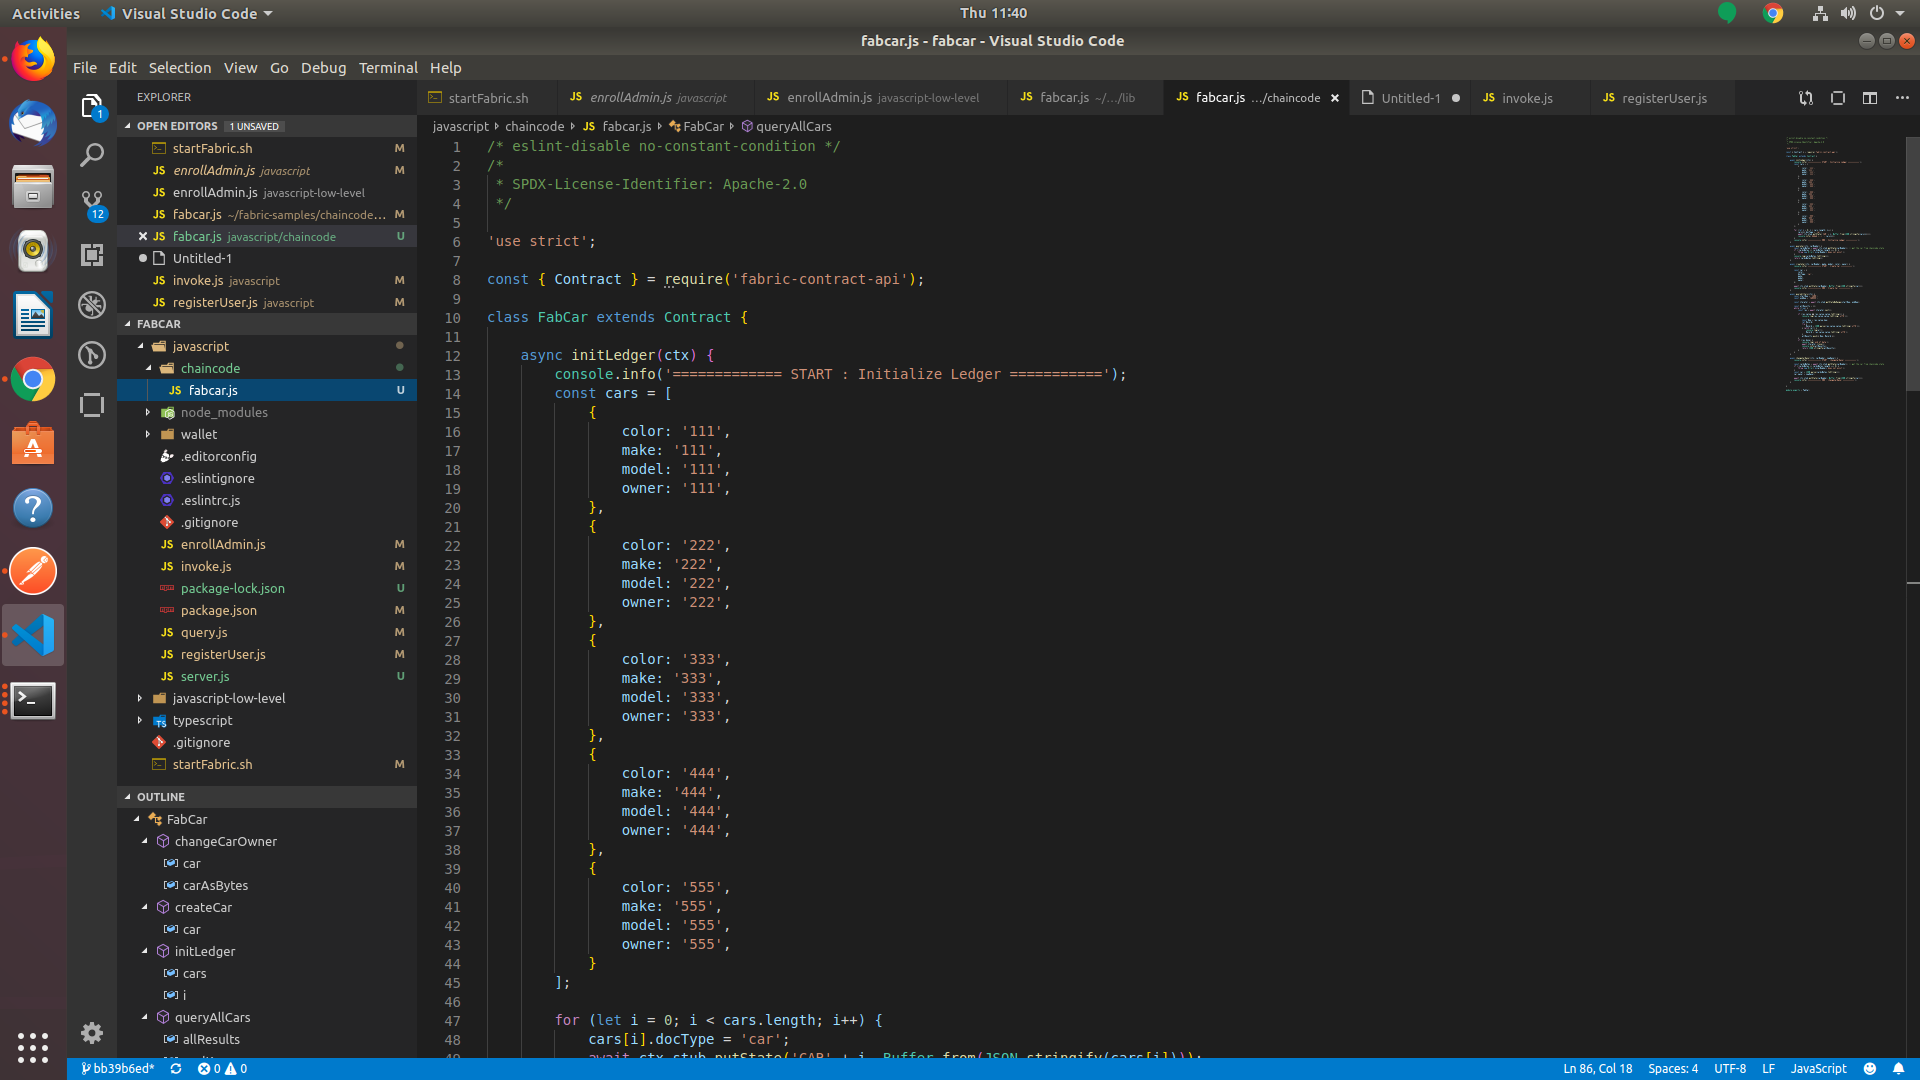 Activities
Visual Studio Code
Thu 11:40
fabcar.js - fabcar - Visual Studio Code
File Edit Selection View Go Debug Terminal Help
EXPLORER
OPEN EDITORS 1 UNSAVED
startFabric.sh M
JS enrollAdmin.js javascript M
JS enrollAdmin.js javascript-low-level
JS fabcar.js ~/fabric-samples/chaincode... M
JS fabcar.js javascript/chaincode U
Untitled-1
JS invoke.js javascript M
JS registerUser.js javascript M
FABCAR
javascript
chaincode
JS fabcar.js U
node_modules
wallet
.editorconfig
.eslintignore
.eslintrc.js
.gitignore
JS enrollAdmin.js M
JS invoke.js M
package-lock.json U
package.json M
JS query.js M
JS registerUser.js M
JS server.js U
javascript-low-level
typescript
.gitignore
startFabric.sh M
OUTLINE
FabCar
changeCarOwner
car
carAsBytes
createCar
car
initLedger
cars
i
queryAllCars
allResults
1
12
startFabric.sh
JS enrollAdmin.js javascript
JS enrollAdmin.js javascript-low-level
JS fabcar.js ~/.../lib
JS fabcar.js .../chaincode
Untitled-1
JS invoke.js
JS registerUser.js
javascript chaincode JS fabcar.js FabCar queryAllCars
1 /* eslint-disable no-constant-condition */
2 /*
3 * SPDX-License-Identifier: Apache-2.0
4 */
5
6 'use strict';
7
8 const { Contract } = require('fabric-contract-api');
9
10 class FabCar extends Contract {
11
12 async initLedger(ctx) {
13 console.info('============= START : Initialize Ledger ===========');
14 const cars = [
15 {
16 color: '111',
17 make: '111',
18 model: '111',
19 owner: '111',
20 },
21 {
22 color: '222',
23 make: '222',
24 model: '222',
25 owner: '222',
26 },
27 {
28 color: '333',
29 make: '333',
30 model: '333',
31 owner: '333',
32 },
33 {
34 color: '444',
35 make: '444',
36 model: '444',
37 owner: '444',
38 },
39 {
40 color: '555',
41 make: '555',
42 model: '555',
43 owner: '555',
44 }
45 ];
46
47 for (let i = 0; i < cars.length; i++) {
48 cars[i].docType = 'car';
49 await ctx.stub.putState('CAR' + i, Buffer.from(JSON.stringify(cars[i])));
bb39b6ed* 0 0
Ln 86, Col 18 Spaces: 4 UTF-8 LF JavaScript